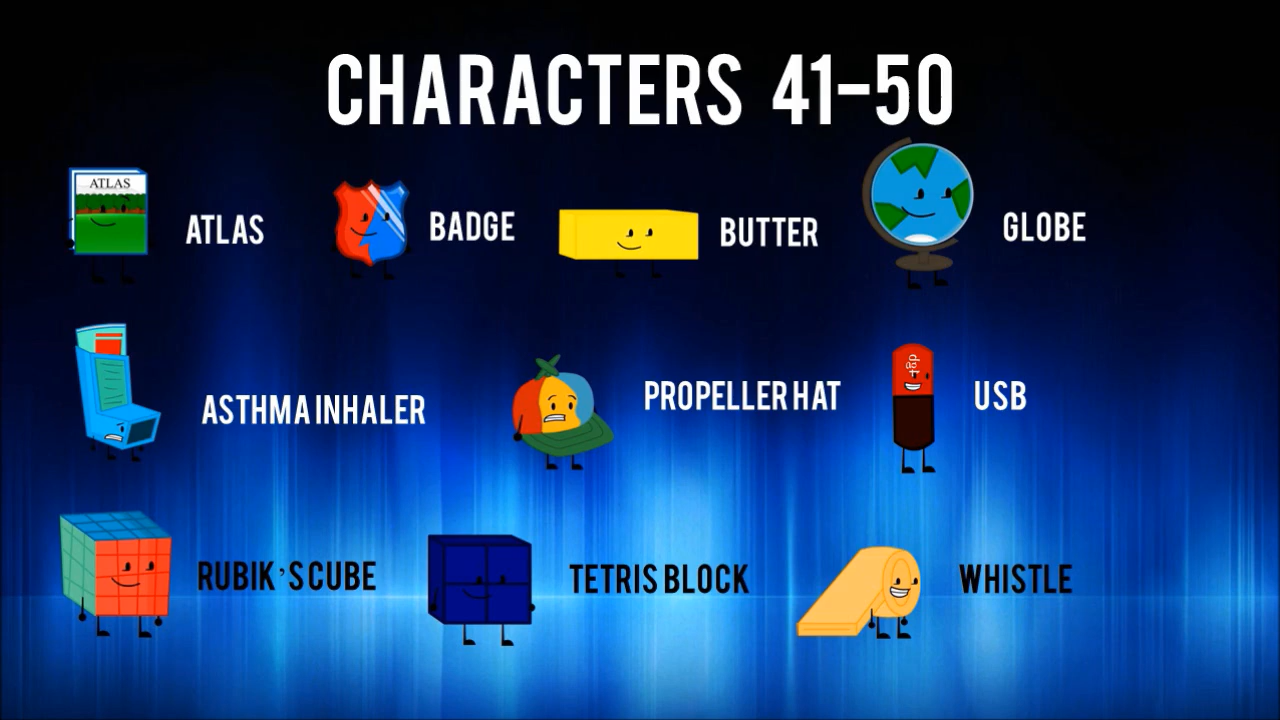 CHARACTERS 41-50
ATLAS
ATLAS
BADGE
BUTTER
GLOBE
ASTHMA INHALER
PROPELLER HAT
USB
RUBIK'S CUBE
TETRIS BLOCK
WHISTLE